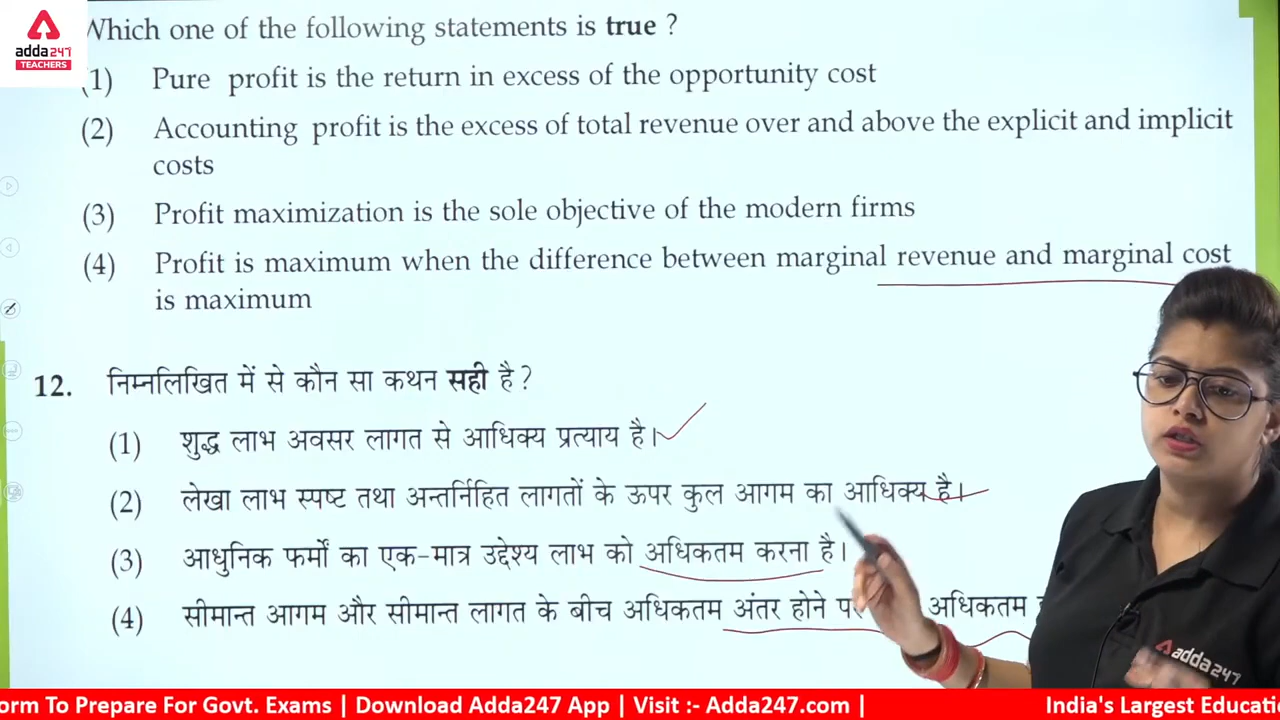 adda247
TEACHERS
Which one of the following statements is true ?
(1) Pure profit is the return in excess of the opportunity cost
(2) Accounting profit is the excess of total revenue over and above the explicit and implicit
costs
(3) Profit maximization is the sole objective of the modern firms
(4) Profit is maximum when the difference between marginal revenue and marginal cost
is maximum
12. निम्नलिखित में से कौन सा कथन सही है ?
(1) शुद्ध लाभ अवसर लागत से आधिक्य प्रत्याय है।
(2) लेखा लाभ स्पष्ट तथा अन्तर्निहित लागतों के ऊपर कुल आगम का आधिक्य है।
(3) आधुनिक फर्मों का एक-मात्र उद्देश्य लाभ को अधिकतम करना है।
(4) सीमान्त आगम और सीमान्त लागत के बीच अधिकतम अंतर होने पर अधिकतम
adda247
orm To Prepare For Govt. Exams | Download Adda247 App | Visit :- Adda247.com | India's Largest Educati